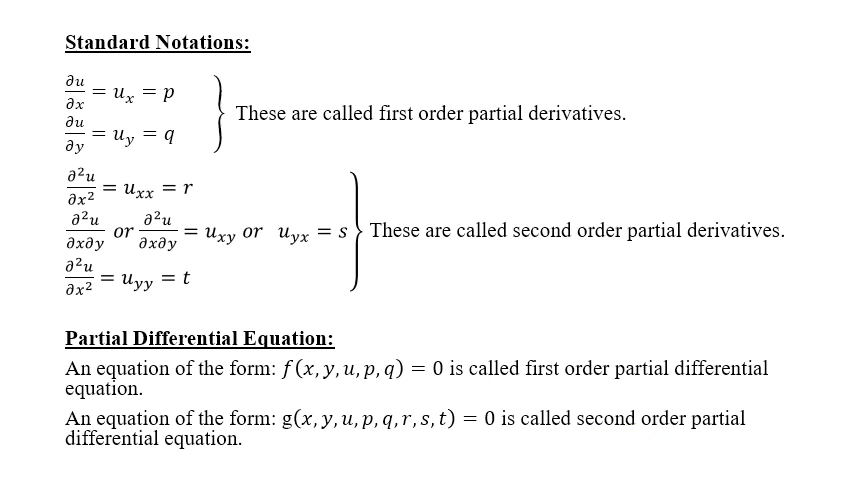 Standard Notations:
∂u/∂x = uₓ = p
∂u/∂y = u_y = q
These are called first order partial derivatives.
∂²u/∂x² = u_xx = r
∂²u/∂x∂y or ∂²u/∂x∂y = u_xy or u_yx = s
These are called second order partial derivatives.
∂²u/∂x² = u_yy = t
Partial Differential Equation:
An equation of the form: f(x, y, u, p, q) = 0 is called first order partial differential
equation.
An equation of the form: g(x, y, u, p, q, r, s, t) = 0 is called second order partial
differential equation.